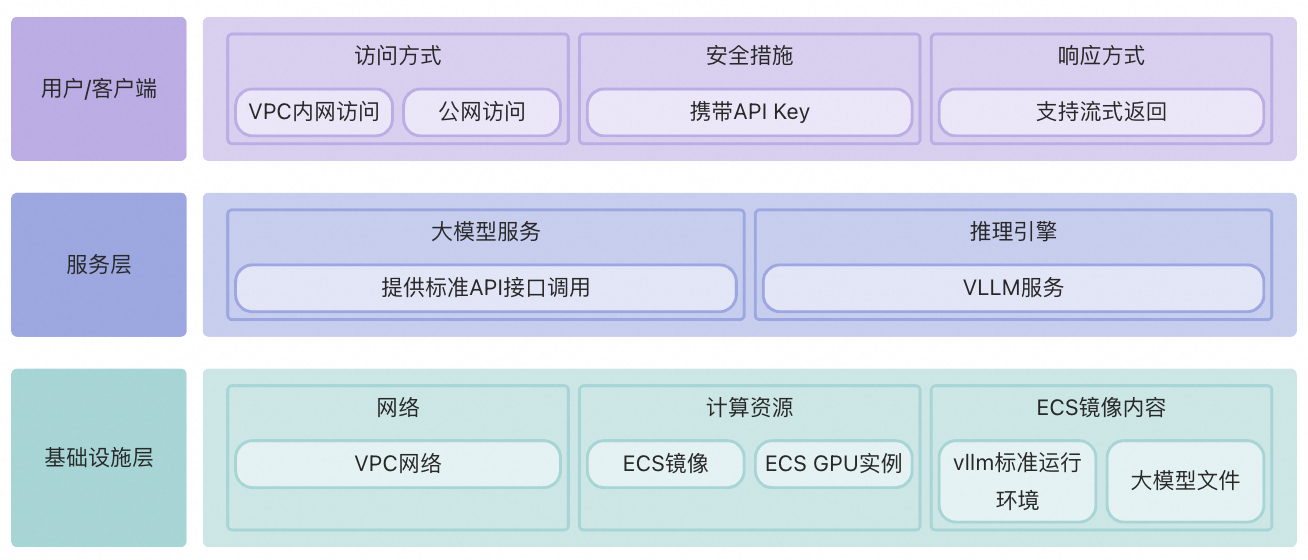 用户/客户端
访问方式
VPC内网访问
公网访问
安全措施
携带API Key
响应方式
支持流式返回
服务层
大模型服务
提供标准API接口调用
推理引擎
VLLM服务
基础设施层
网络
VPC网络
计算资源
ECS镜像
ECS GPU实例
ECS镜像内容
vllm标准运行
环境
大模型文件